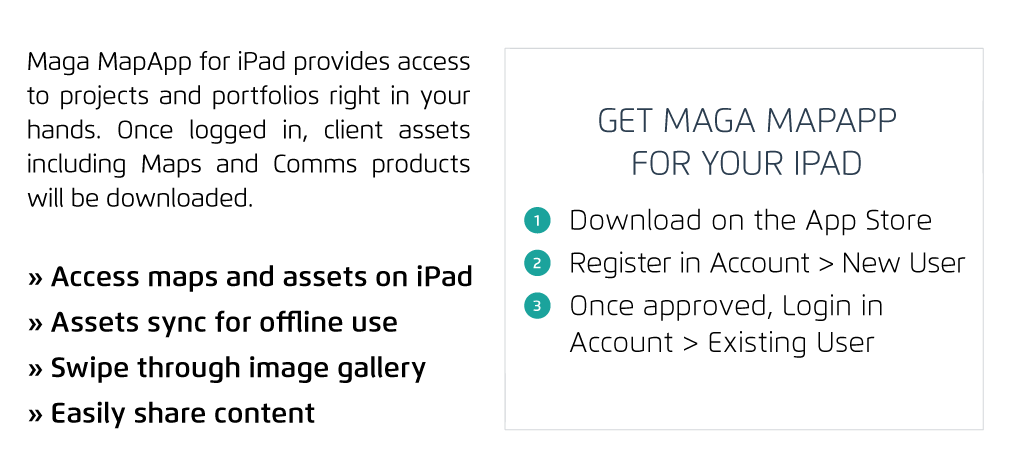 Maga MapApp for iPad provides access
to projects and portfolios right in your
hands. Once logged in, client assets
including Maps and Comms products
will be downloaded.
» Access maps and assets on iPad
» Assets sync for offline use
» Swipe through image gallery
» Easily share content
GET MAGA MAPAPP
FOR YOUR IPAD
1 Download on the App Store
2 Register in Account > New User
3 Once approved, Login in
Account > Existing User